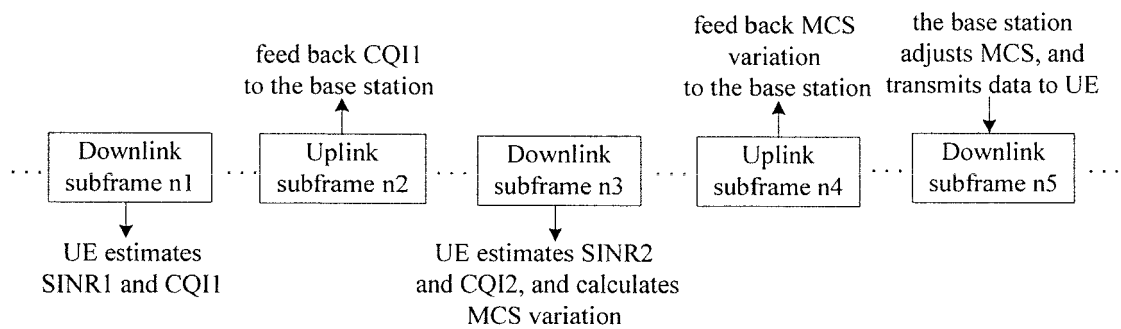 feed back CQI1
to the base station
feed back MCS
variation
to the base station
the base station
adjusts MCS, and
transmits data to UE
· · · Downlink
subframe n1
· · · Uplink
subframe n2
· · · Downlink
subframe n3
· · · Uplink
subframe n4
· · · Downlink
subframe n5 · · ·
UE estimates
SINR1 and CQI1
UE estimates SINR2
and CQI2, and calculates
MCS variation